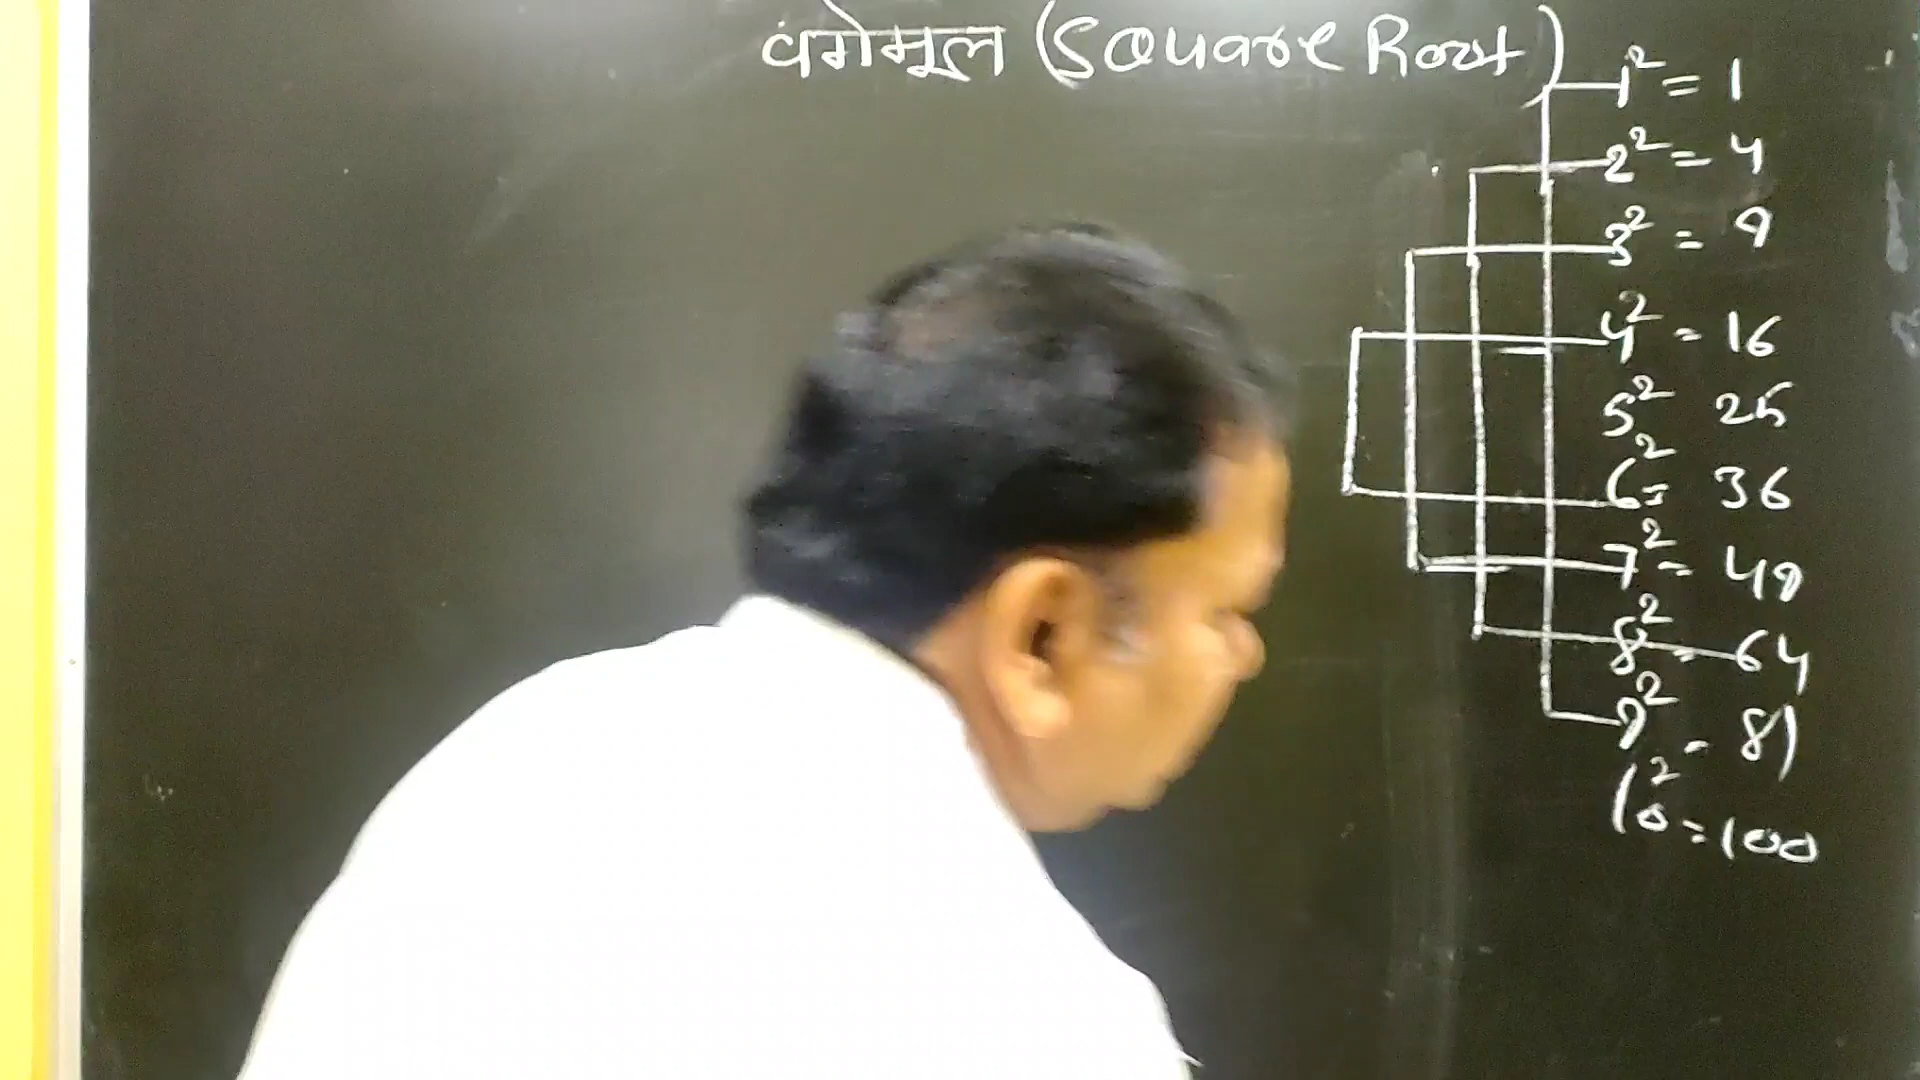 वर्गमूल (Square Root)
1² = 1
2² = 4
3² = 9
4² = 16
5² 25
6² = 36
7² = 49
8² - 64
9² - 81
10² = 100